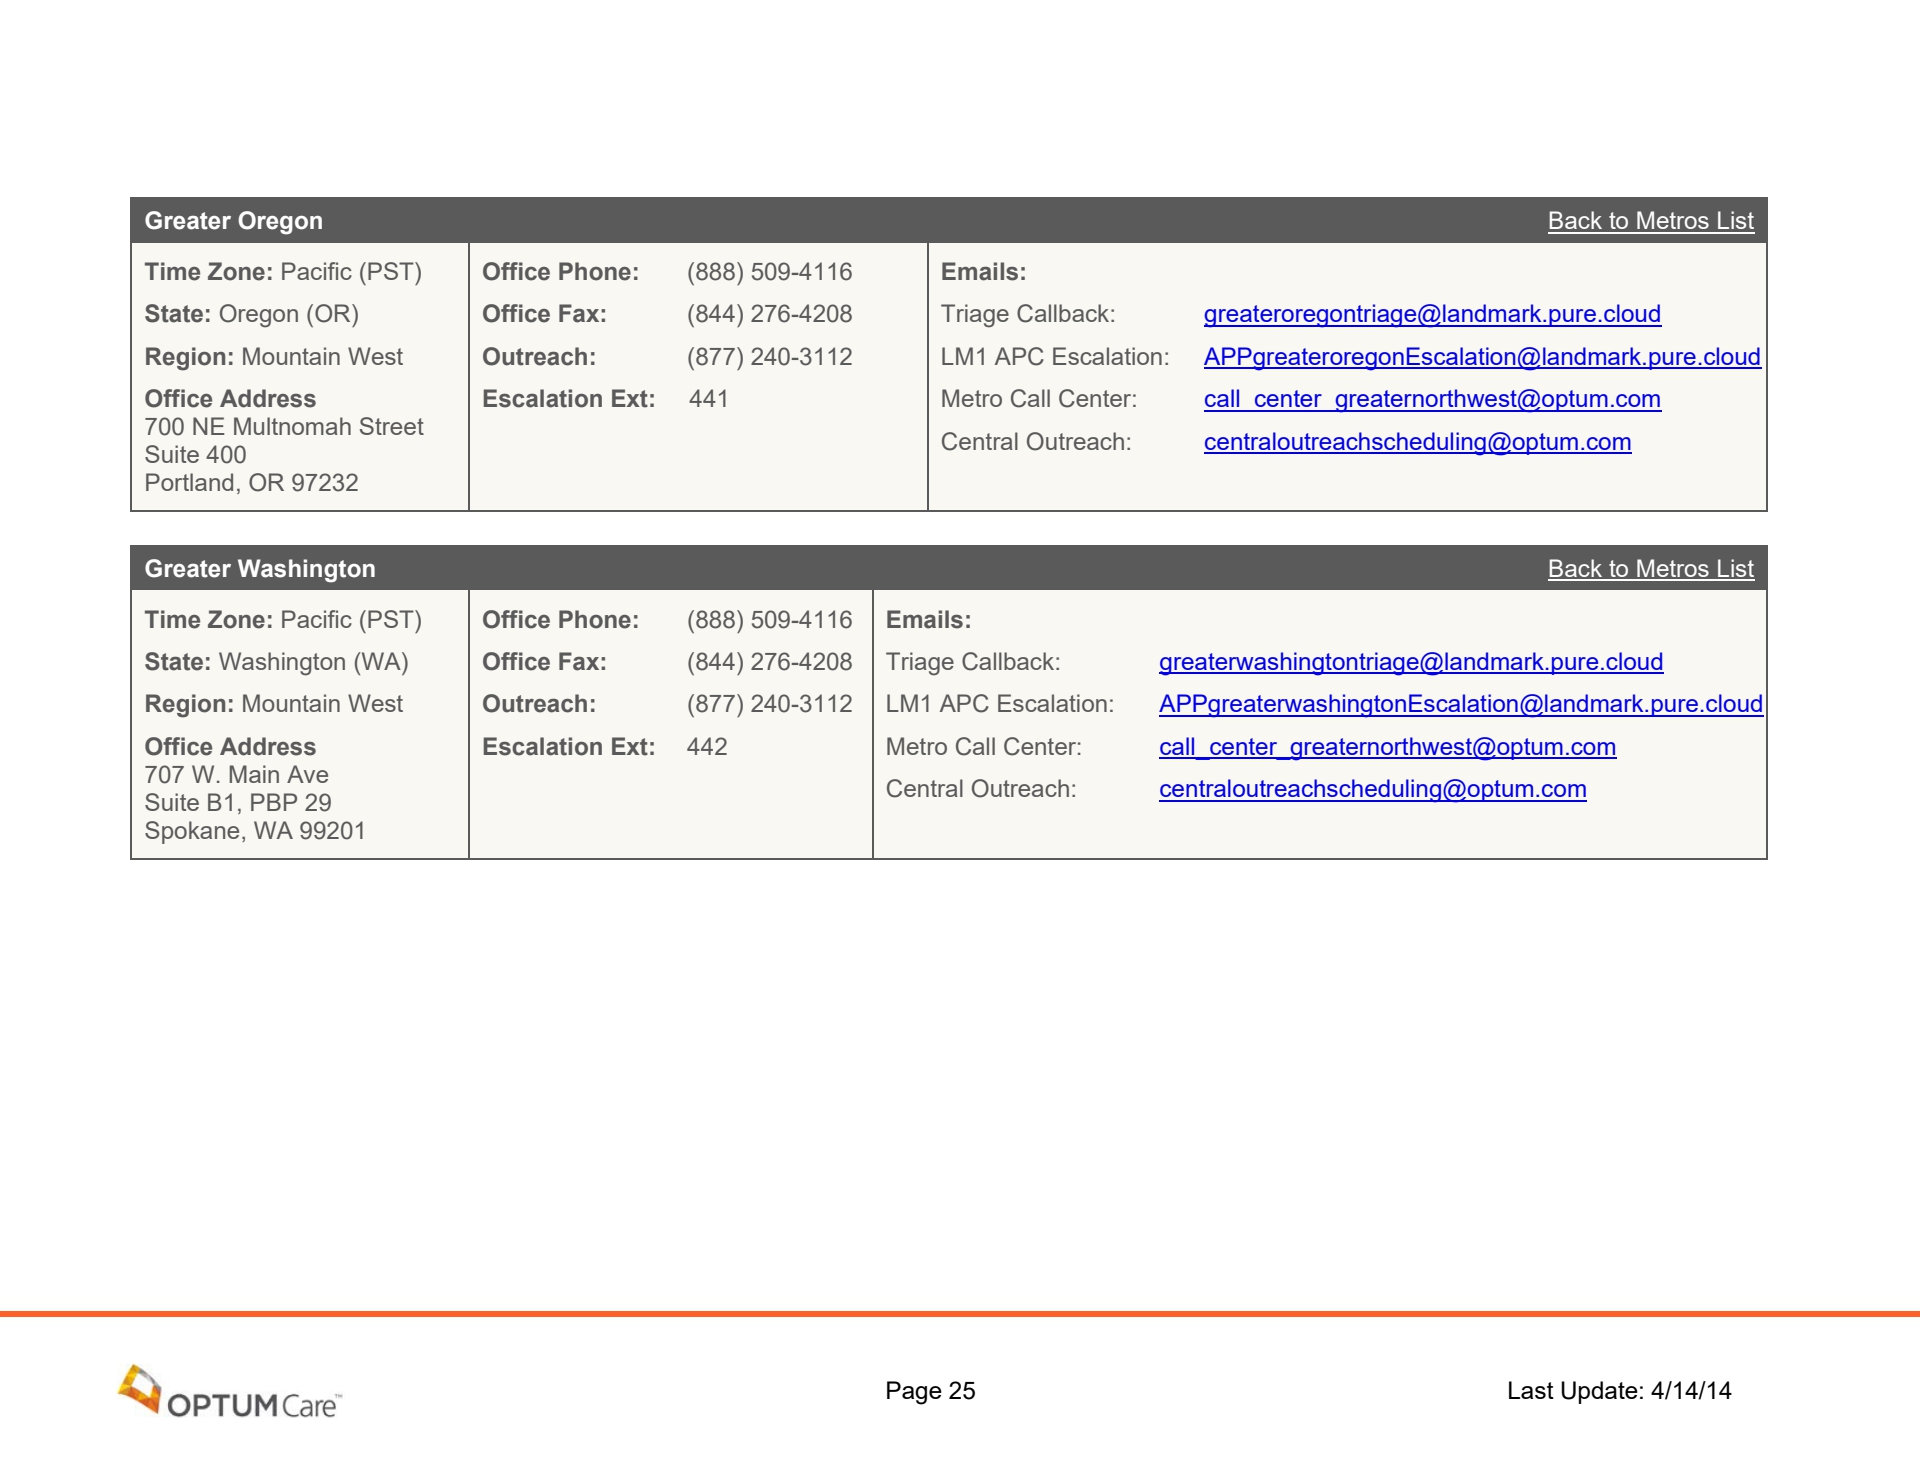 Greater Oregon Back to Metros List
Time Zone: Pacific (PST)
State: Oregon (OR)
Region: Mountain West
Office Address
700 NE Multnomah Street
Suite 400
Portland, OR 97232
Office Phone: (888) 509-4116
Office Fax: (844) 276-4208
Outreach: (877) 240-3112
Escalation Ext: 441
Emails:
Triage Callback: greateroregontriage@landmark.pure.cloud
LM1 APC Escalation: APPgreateroregonEscalation@landmark.pure.cloud
Metro Call Center: call_center_greaternorthwest@optum.com
Central Outreach: centraloutreachscheduling@optum.com
Greater Washington Back to Metros List
Time Zone: Pacific (PST)
State: Washington (WA)
Region: Mountain West
Office Address
707 W. Main Ave
Suite B1, PBP 29
Spokane, WA 99201
Office Phone: (888) 509-4116
Office Fax: (844) 276-4208
Outreach: (877) 240-3112
Escalation Ext: 442
Emails:
Triage Callback: greaterwashingtontriage@landmark.pure.cloud
LM1 APC Escalation: APPgreaterwashingtonEscalation@landmark.pure.cloud
Metro Call Center: call_center_greaternorthwest@optum.com
Central Outreach: centraloutreachscheduling@optum.com
OPTUM Care™ Page 25 Last Update: 4/14/14